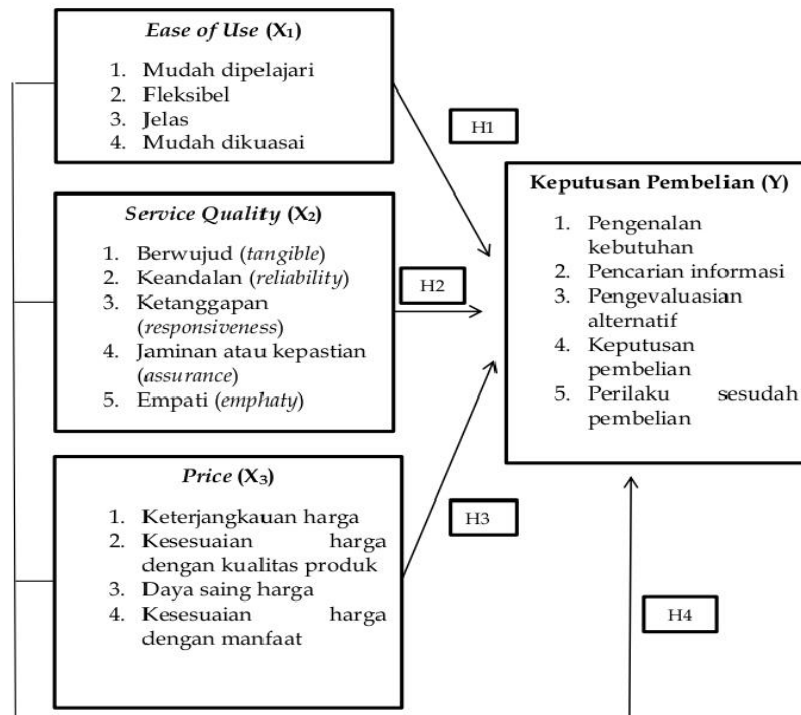 Ease of Use (X₁)
1. Mudah dipelajari
2. Fleksibel
3. Jelas
4. Mudah dikuasai
H1
Service Quality (X₂)
1. Berwujud (tangible)
2. Keandalan (reliability)
3. Ketanggapan
(responsiveness)
4. Jaminan atau kepastian
(assurance)
5. Empati (emphaty)
H2
Price (X₃)
1. Keterjangkauan harga
2. Kesesuaian harga
dengan kualitas produk
3. Daya saing harga
4. Kesesuaian harga
dengan manfaat
H3
Keputusan Pembelian (Y)
1. Pengenalan
kebutuhan
2. Pencarian informasi
3. Pengevaluasian
alternatif
4. Keputusan
pembelian
5. Perilaku sesudah
pembelian
H4